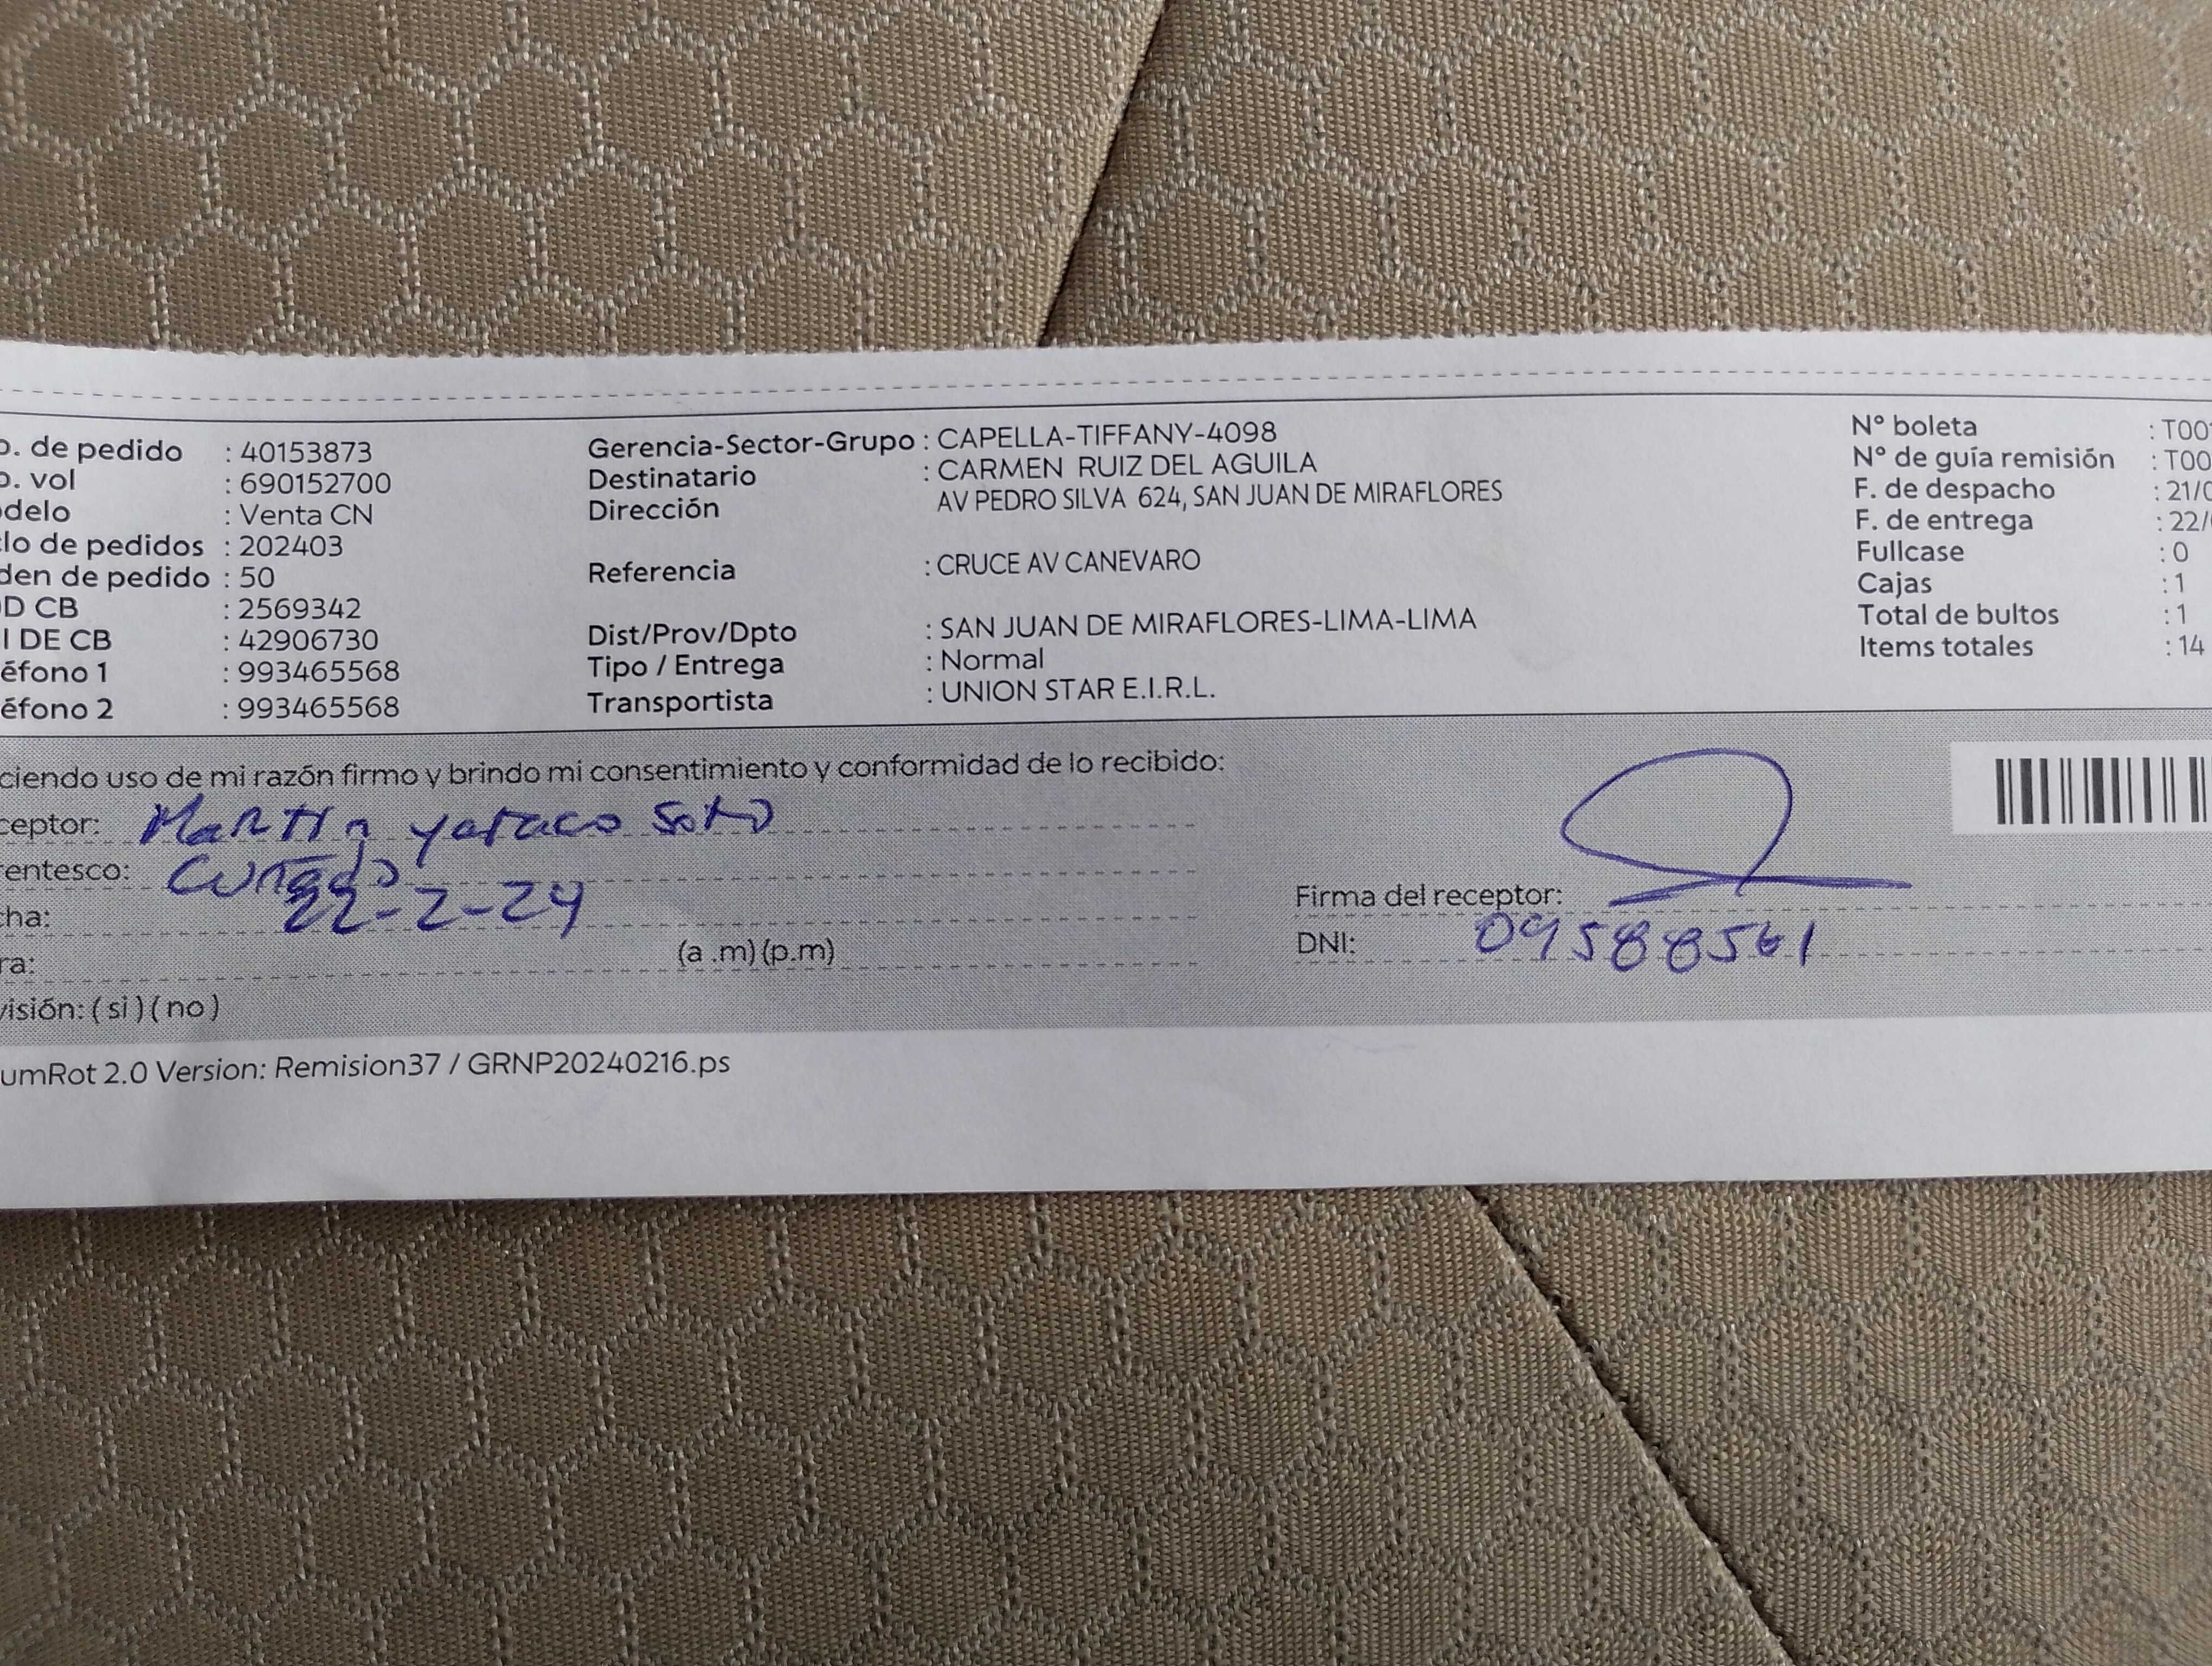 o. de pedido : 40153873 Gerencia-Sector-Grupo : CAPELLA-TIFFANY-4098 Nº boleta : T00
o. vol : 690152700 Destinatario : CARMEN RUIZ DEL AGUILA Nº de guía remisión : T00
delo : Venta CN Dirección AV PEDRO SILVA 624, SAN JUAN DE MIRAFLORES F. de despacho : 21/0
lo de pedidos : 202403 F. de entrega : 22/
den de pedido : 50 Referencia : CRUCE AV CANEVARO Fullcase : 0
D CB : 2569342 Cajas : 1
I DE CB : 42906730 Dist/Prov/Dpto : SAN JUAN DE MIRAFLORES-LIMA-LIMA Total de bultos : 1
éfono 1 : 993465568 Tipo / Entrega : Normal Items totales : 14
éfono 2 : 993465568 Transportista : UNION STAR E.I.R.L.
ciendo uso de mi razón firmo y brindo mi consentimiento y conformidad de lo recibido:
ceptor: Martin yataco Soto
rentesco: Cuñado
cha: 22-2-24 Firma del receptor:
ra: (a .m) (p.m) DNI: 09588561
visión: ( si ) ( no )
umRot 2.0 Version: Remision37 / GRNP20240216.ps